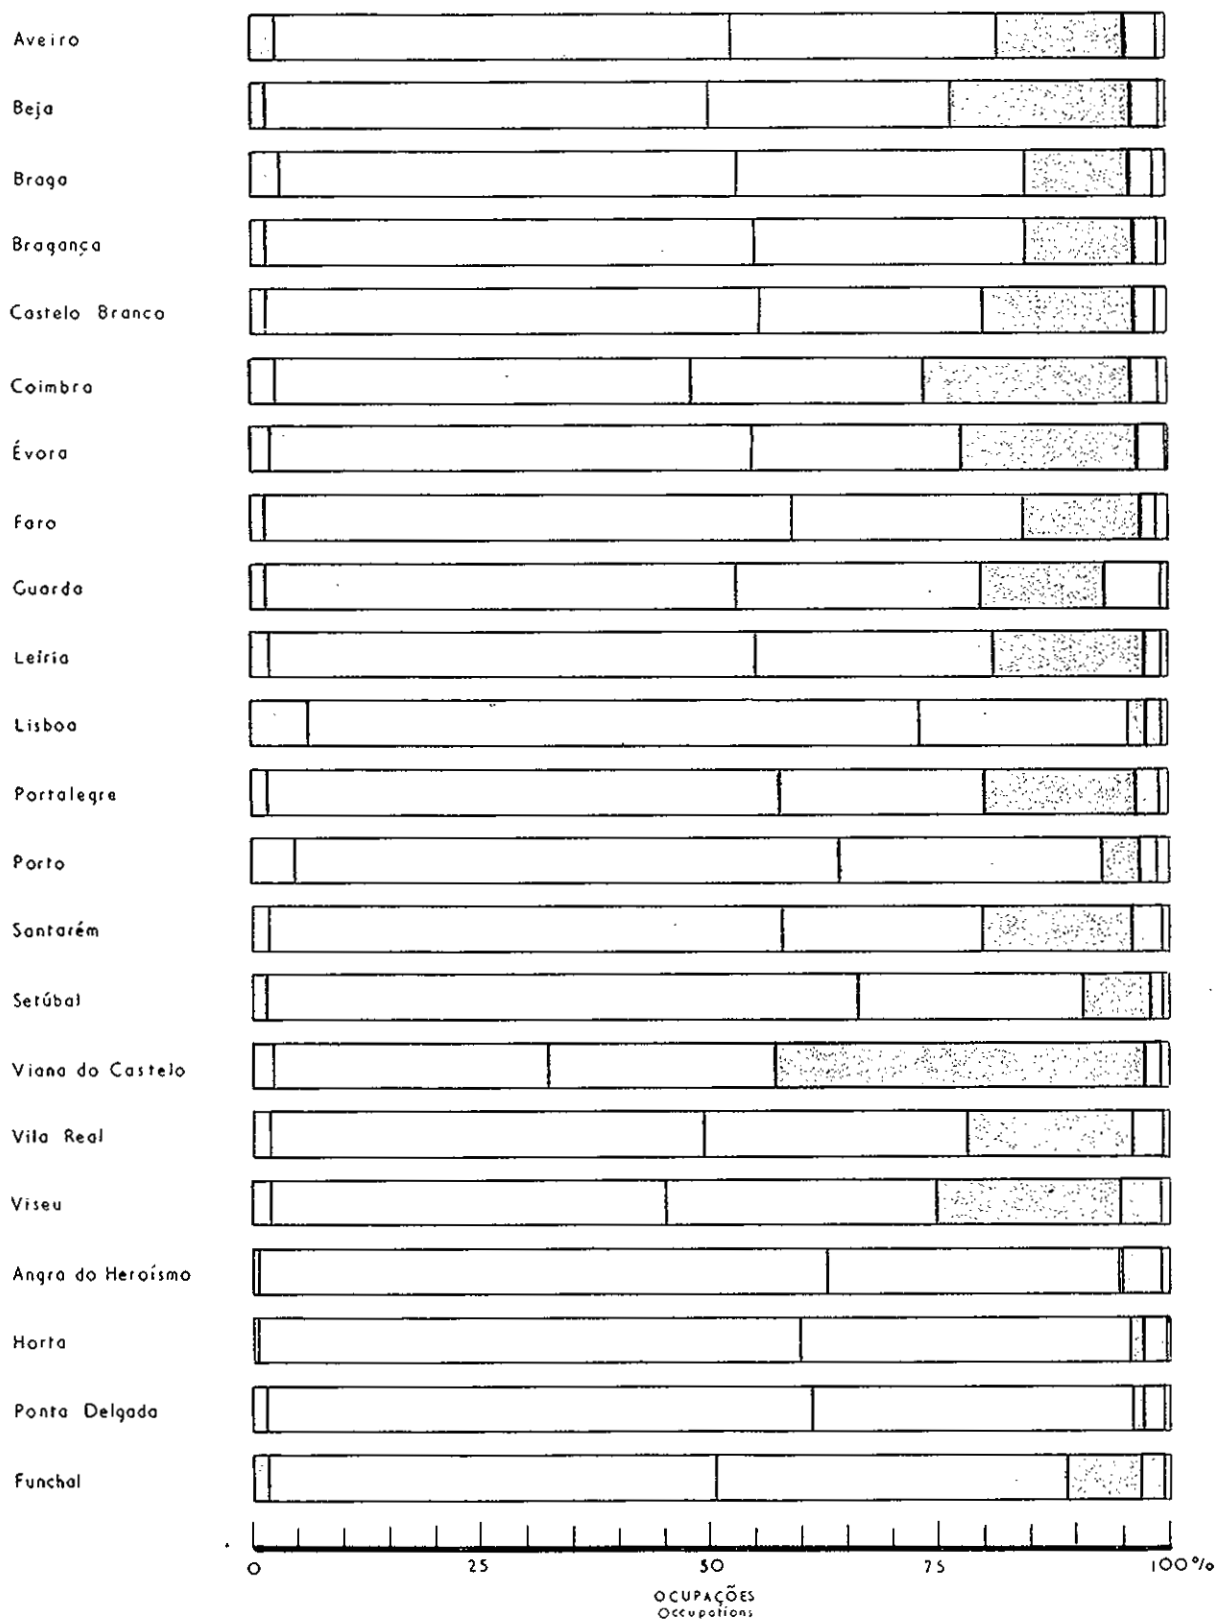 Aveiro
Beja
Braga
Bragança
Castelo Branco
Coimbra
Évora
Faro
Guarda
Leiria
Lisboa
Portalegre
Porto
Santarém
Setúbal
Viana do Castelo
Vila Real
Viseu
Angra do Heroísmo
Horta
Ponta Delgada
Funchal
0 25 50 75 100%
OCUPAÇÕES
Occupations